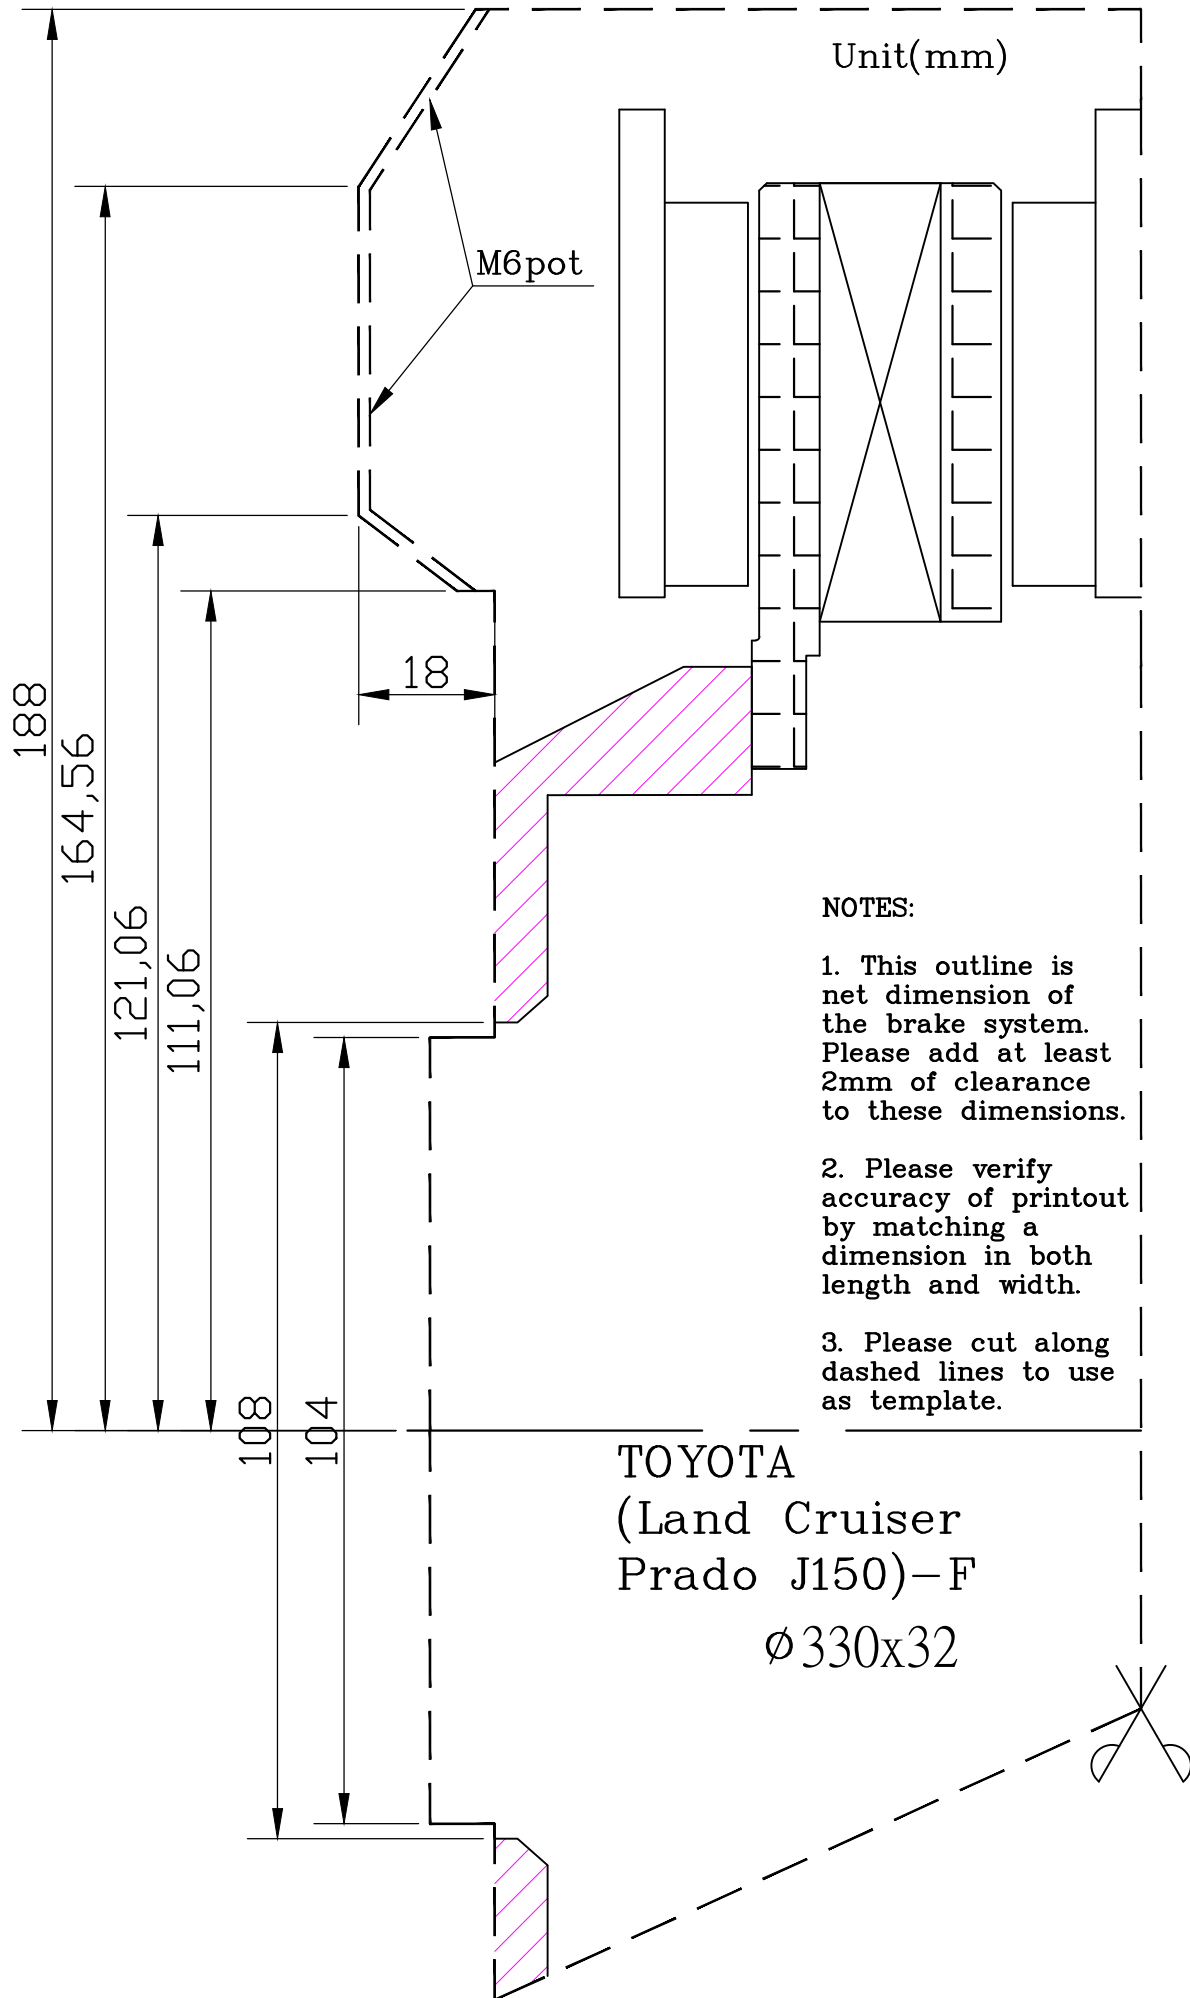 Unit(mm)
M6pot
18
188
164,56
121,06
111,06
108
104
NOTES:
1. This outline is
net dimension of
the brake system.
Please add at least
2mm of clearance
to these dimensions.
2. Please verify
accuracy of printout
by matching a
dimension in both
length and width.
3. Please cut along
dashed lines to use
as template.
TOYOTA
(Land Cruiser
Prado J150)-F
Ø330x32